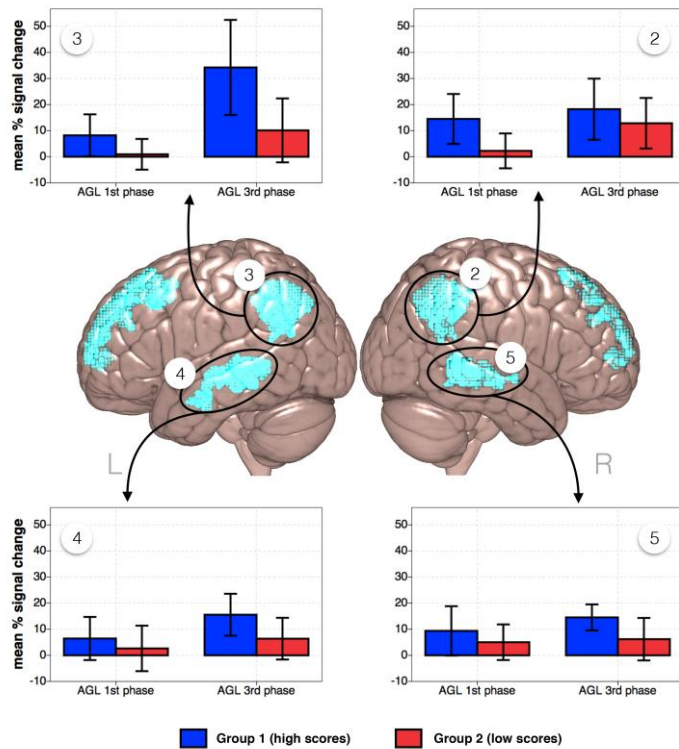 3
mean % signal change
50
40
30
20
10
0
-10
AGL 1st phase
AGL 3rd phase
2
50
40
30
20
10
0
-10
AGL 1st phase
AGL 3rd phase
3
2
4
5
L
R
4
mean % signal change
50
40
30
20
10
0
-10
AGL 1st phase
AGL 3rd phase
5
50
40
30
20
10
0
-10
AGL 1st phase
AGL 3rd phase
Group 1 (high scores)
Group 2 (low scores)